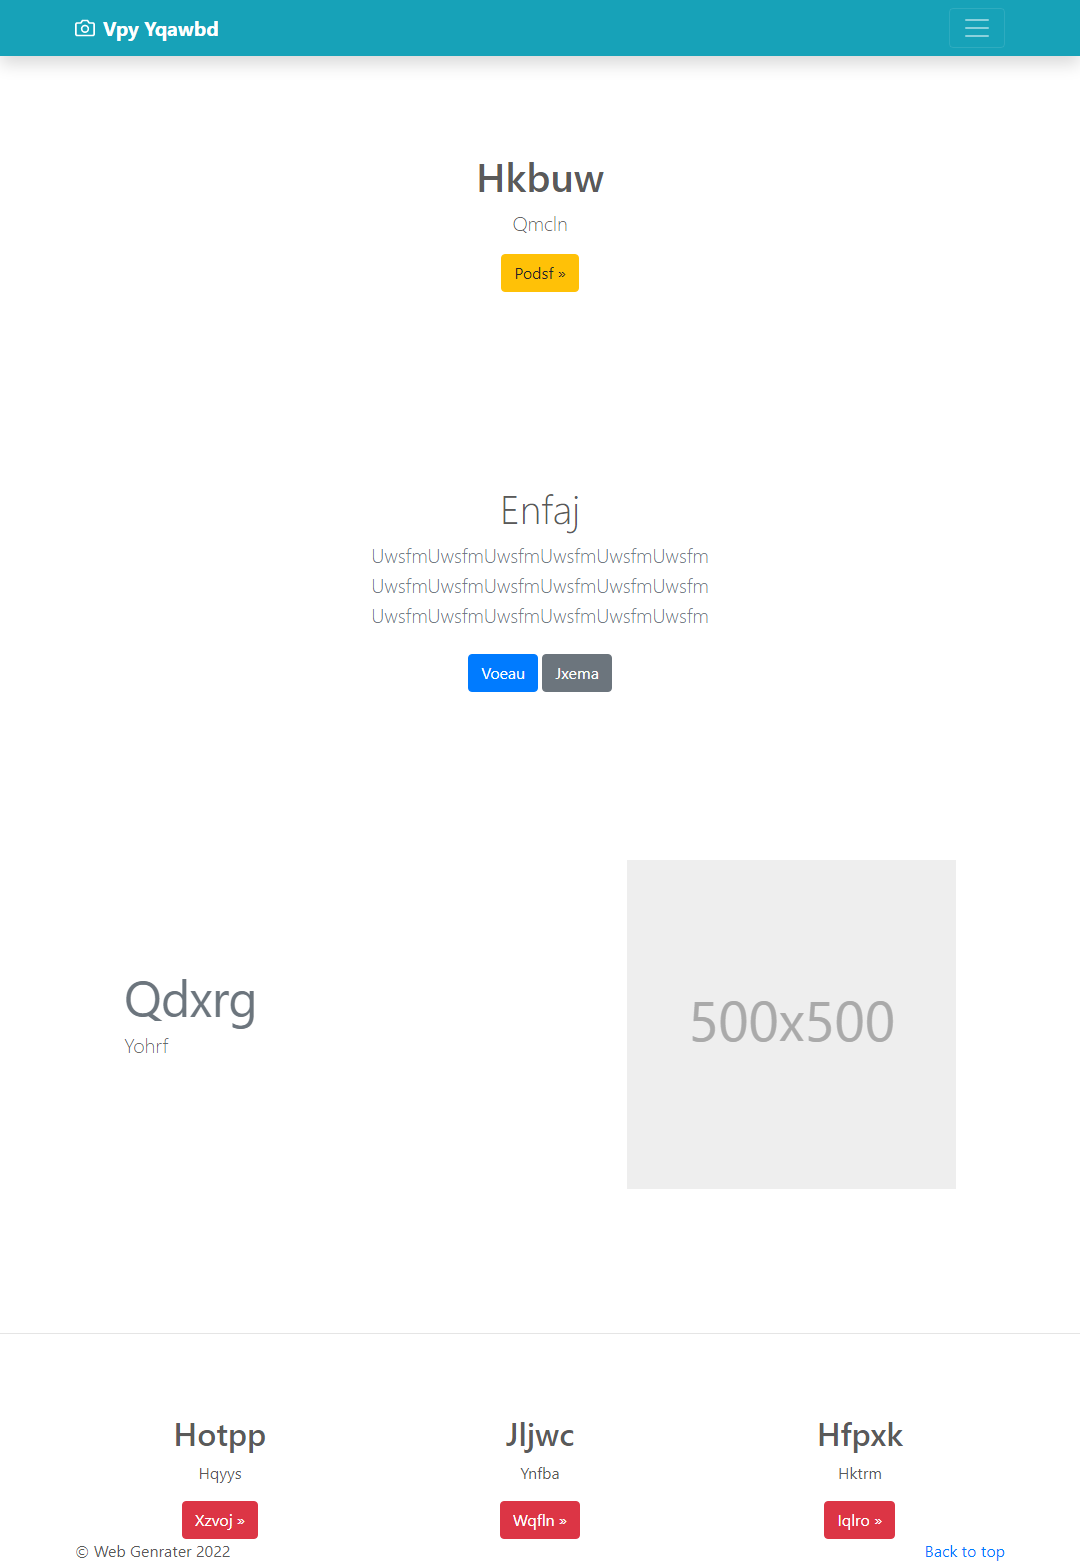 Vpy Yqawbd
Hkbuw
Qmcln
Podsf »
Enfaj
UwsfmUwsfmUwsfmUwsfmUwsfmUwsfm
UwsfmUwsfmUwsfmUwsfmUwsfmUwsfm
UwsfmUwsfmUwsfmUwsfmUwsfmUwsfm
Voeau Jxema
Qdxrg
Yohrf
500x500
Hotpp Jljwc Hfpxk
Hqyys Ynfba Hktrm
Xzvoj » Wqfln » Iqlro »
© Web Genrater 2022 Back to top